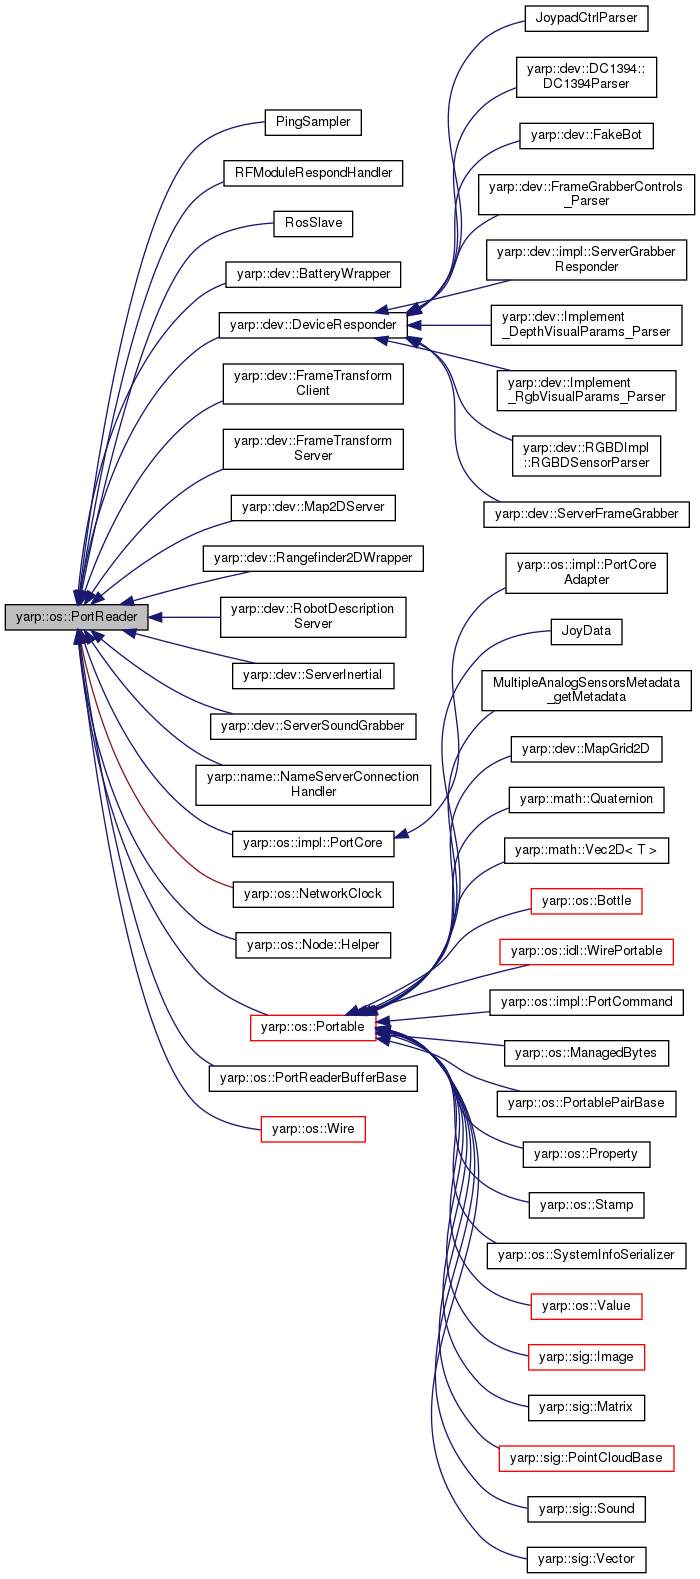 JoypadCtrlParser
yarp::dev::DC1394::
DC1394Parser
PingSampler
yarp::dev::FakeBot
RFModuleRespondHandler
yarp::dev::FrameGrabberControls
_Parser
RosSlave
yarp::dev::impl::ServerGrabber
Responder
yarp::dev::BatteryWrapper
yarp::dev::DeviceResponder
yarp::dev::Implement
_DepthVisualParams_Parser
yarp::dev::FrameTransform
Client
yarp::dev::Implement
_RgbVisualParams_Parser
yarp::dev::FrameTransform
Server
yarp::dev::RGBDImpl
::RGBDSensorParser
yarp::dev::Map2DServer
yarp::dev::ServerFrameGrabber
yarp::dev::Rangefinder2DWrapper
yarp::os::impl::PortCore
Adapter
yarp::os::PortReader
yarp::dev::RobotDescription
Server
JoyData
yarp::dev::ServerInertial
MultipleAnalogSensorsMetadata
_getMetadata
yarp::dev::ServerSoundGrabber
yarp::dev::MapGrid2D
yarp::name::NameServerConnection
Handler
yarp::math::Quaternion
yarp::os::impl::PortCore
yarp::math::Vec2D< T >
yarp::os::NetworkClock
yarp::os::Bottle
yarp::os::Node::Helper
yarp::os::idl::WirePortable
yarp::os::impl::PortCommand
yarp::os::Portable
yarp::os::ManagedBytes
yarp::os::PortReaderBufferBase
yarp::os::PortablePairBase
yarp::os::Wire
yarp::os::Property
yarp::os::Stamp
yarp::os::SystemInfoSerializer
yarp::os::Value
yarp::sig::Image
yarp::sig::Matrix
yarp::sig::PointCloudBase
yarp::sig::Sound
yarp::sig::Vector